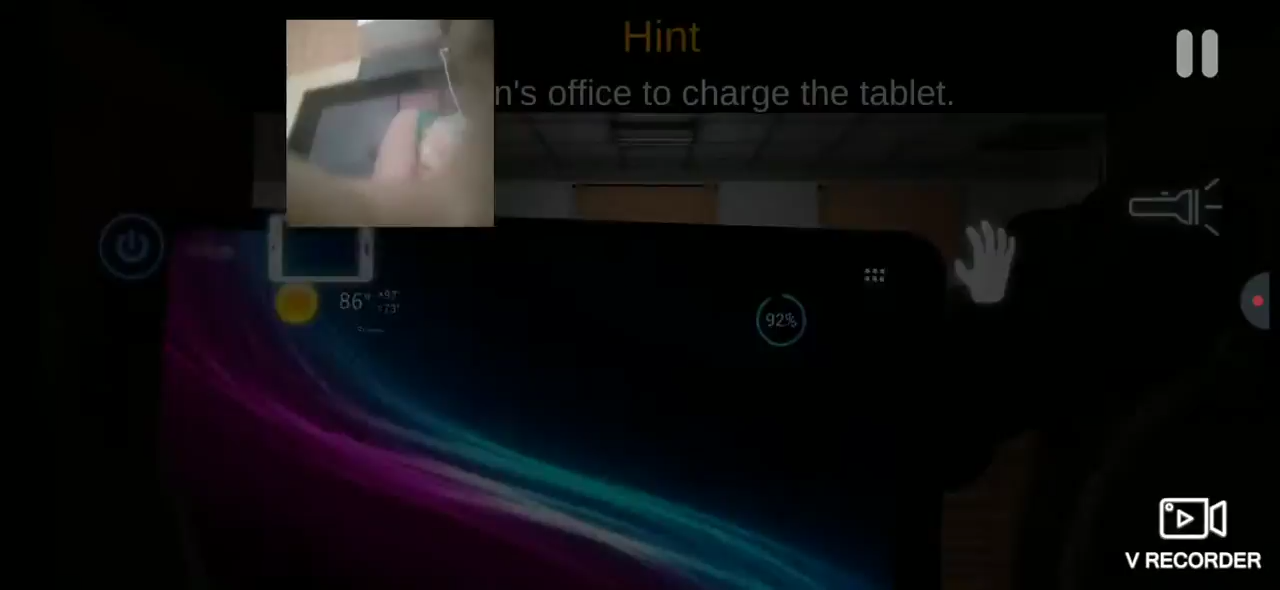 Hint
n's office to charge the tablet.
86°
92%
V RECORDER